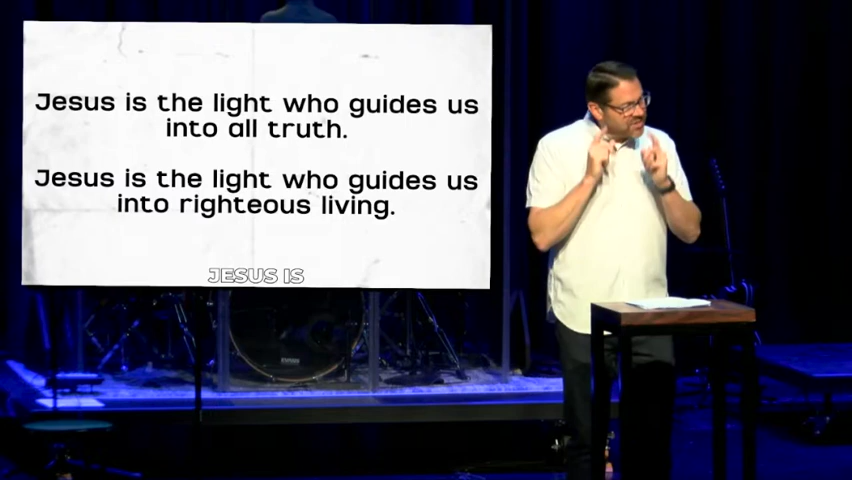 Jesus is the light who guides us
into all truth.
Jesus is the light who guides us
into righteous living.
JESUS IS